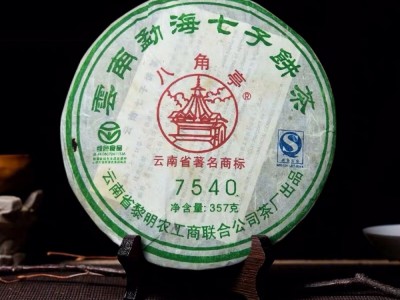 雲南勐海七子餅茶
八角亭®
云南省著名商标
7540
净含量:357克
云南省黎明农工商联合公司茶厂出品